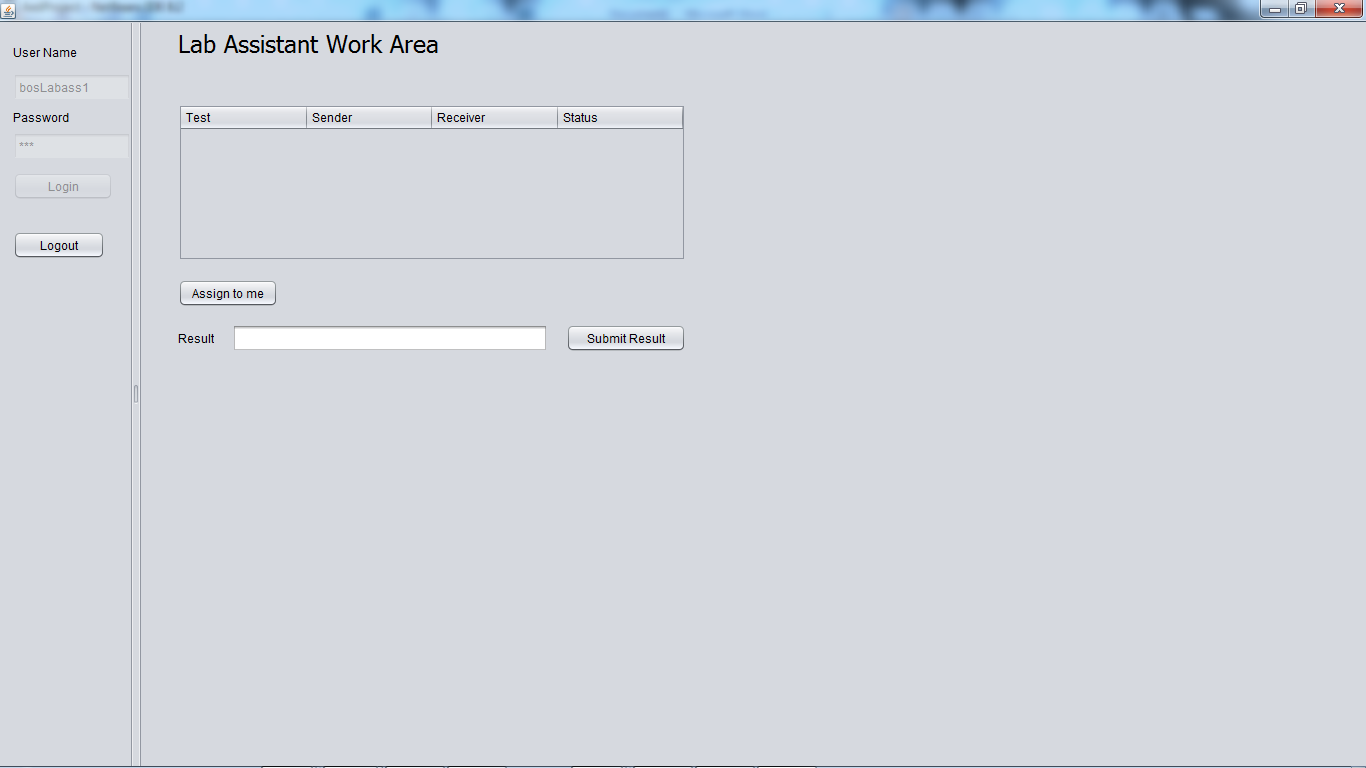 User Name
bosLabass1
Password
***
Login
Logout
Lab Assistant Work Area
Test Sender Receiver Status
Assign to me
Result
Submit Result